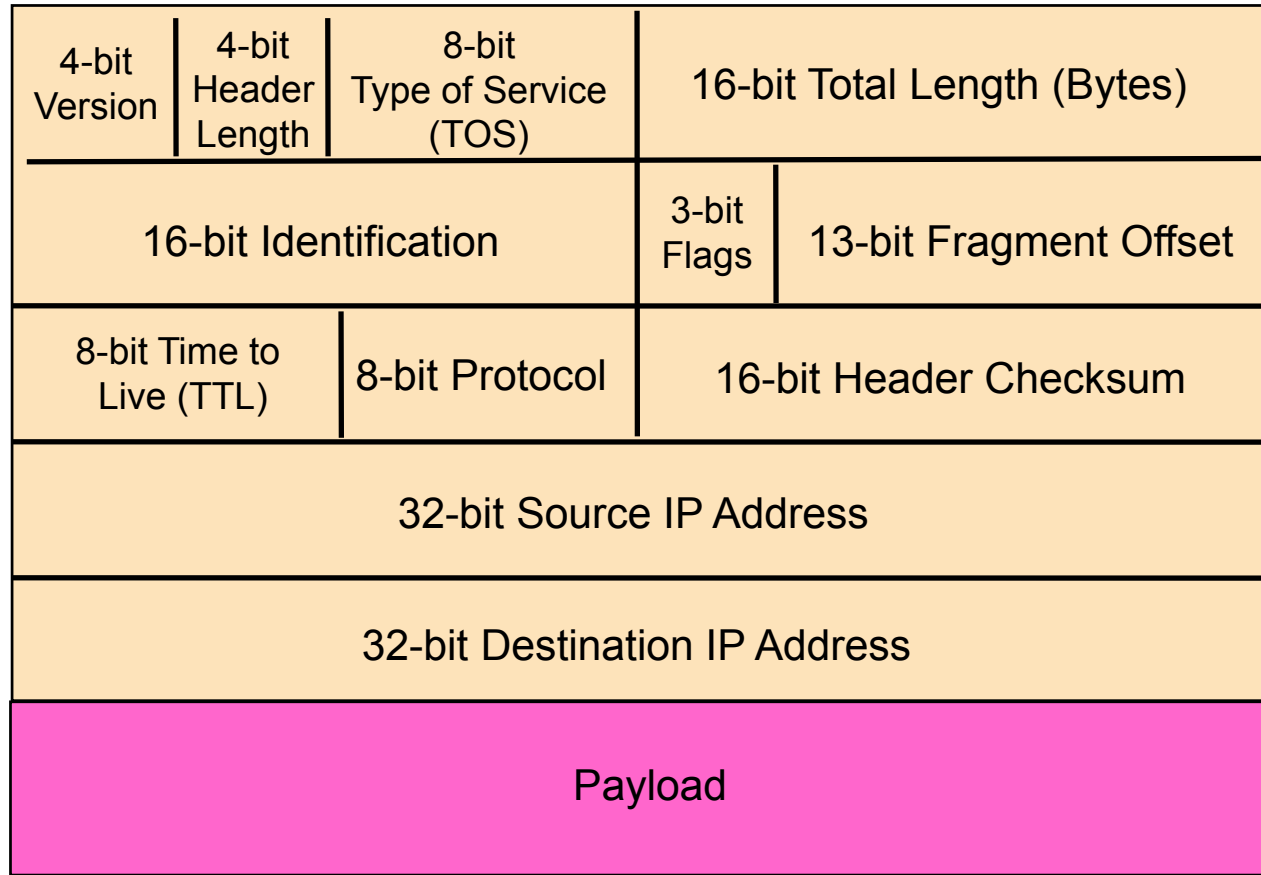 4-bit
Version
4-bit
Header
Length
8-bit
Type of Service
(TOS)
16-bit Total Length (Bytes)
16-bit Identification
3-bit
Flags
13-bit Fragment Offset
8-bit Time to
Live (TTL)
8-bit Protocol
16-bit Header Checksum
32-bit Source IP Address
32-bit Destination IP Address
Payload